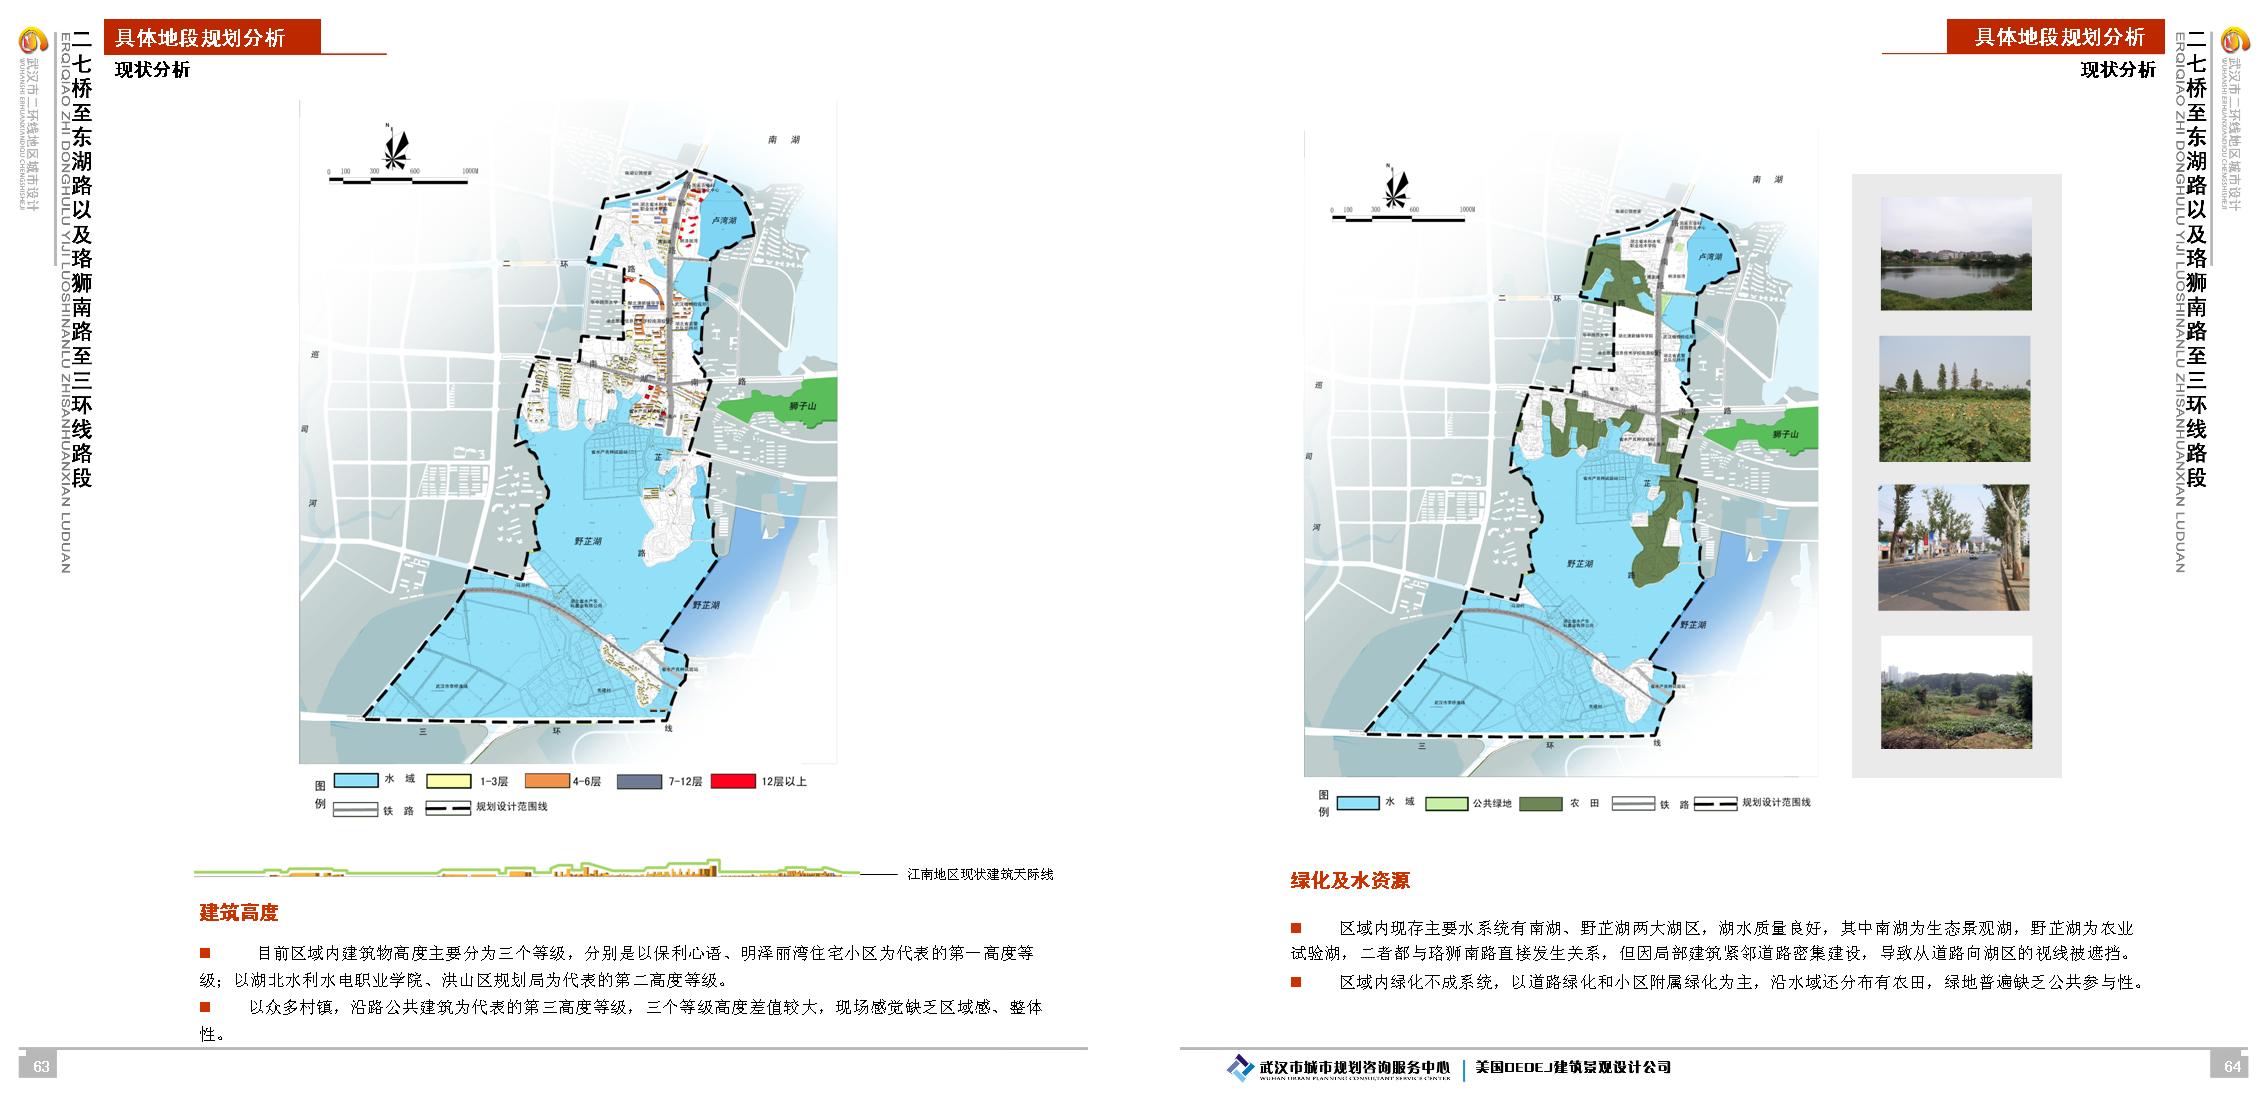 具体地段规划分析
现状分析
二七桥至东湖路以及珞狮南路至三环线路段
ERQIQIAO ZHI DONGHULU YIJI LUOSHINANLU ZHISANHUANXIAN LUDUAN
武汉市二环线地区城市设计
N
0 100 300 600 1000M
南 湖
卢湾湖
二 环 路
南 湖 南 路
狮子山
巡 司 河
野芷湖
野芷湖
芷
路
三 环 线
图例
水 域
1-3层
4-6层
7-12层
12层以上
铁 路
规划设计范围线
江南地区现状建筑天际线
建筑高度
目前区域内建筑物高度主要分为三个等级，分别是以保利心语、明泽丽湾住宅小区为代表的第一高度等
级；以湖北水利水电职业学院、洪山区规划局为代表的第二高度等级。
以众多村镇，沿路公共建筑为代表的第三高度等级，三个等级高度差值较大，现场感觉缺乏区域感、整体
性。
63
具体地段规划分析
现状分析
二七桥至东湖路以及珞狮南路至三环线路段
ERQIQIAO ZHI DONGHULU YIJI LUOSHINANLU ZHISANHUANXIAN LUDUAN
武汉市二环线地区城市设计
N
0 100 300 600 1000M
南 湖
卢湾湖
二 环 路
南 湖 南 路
狮子山
巡 司 河
野芷湖
野芷湖
芷
路
三 环 线
图例
水 域
公共绿地
农 田
铁 路
规划设计范围线
绿化及水资源
区域内现存主要水系统有南湖、野芷湖两大湖区，湖水质量良好，其中南湖为生态景观湖，野芷湖为农业
试验湖，二者都与珞狮南路直接发生关系，但因局部建筑紧邻道路密集建设，导致从道路向湖区的视线被遮挡。
区域内绿化不成系统，以道路绿化和小区附属绿化为主，沿水域还分布有农田，绿地普遍缺乏公共参与性。
武汉市城市规划咨询服务中心
WUHAN URBAN PLANNING CONSULTANT SERVICE CENTER
美国DEDEJ建筑景观设计公司
64